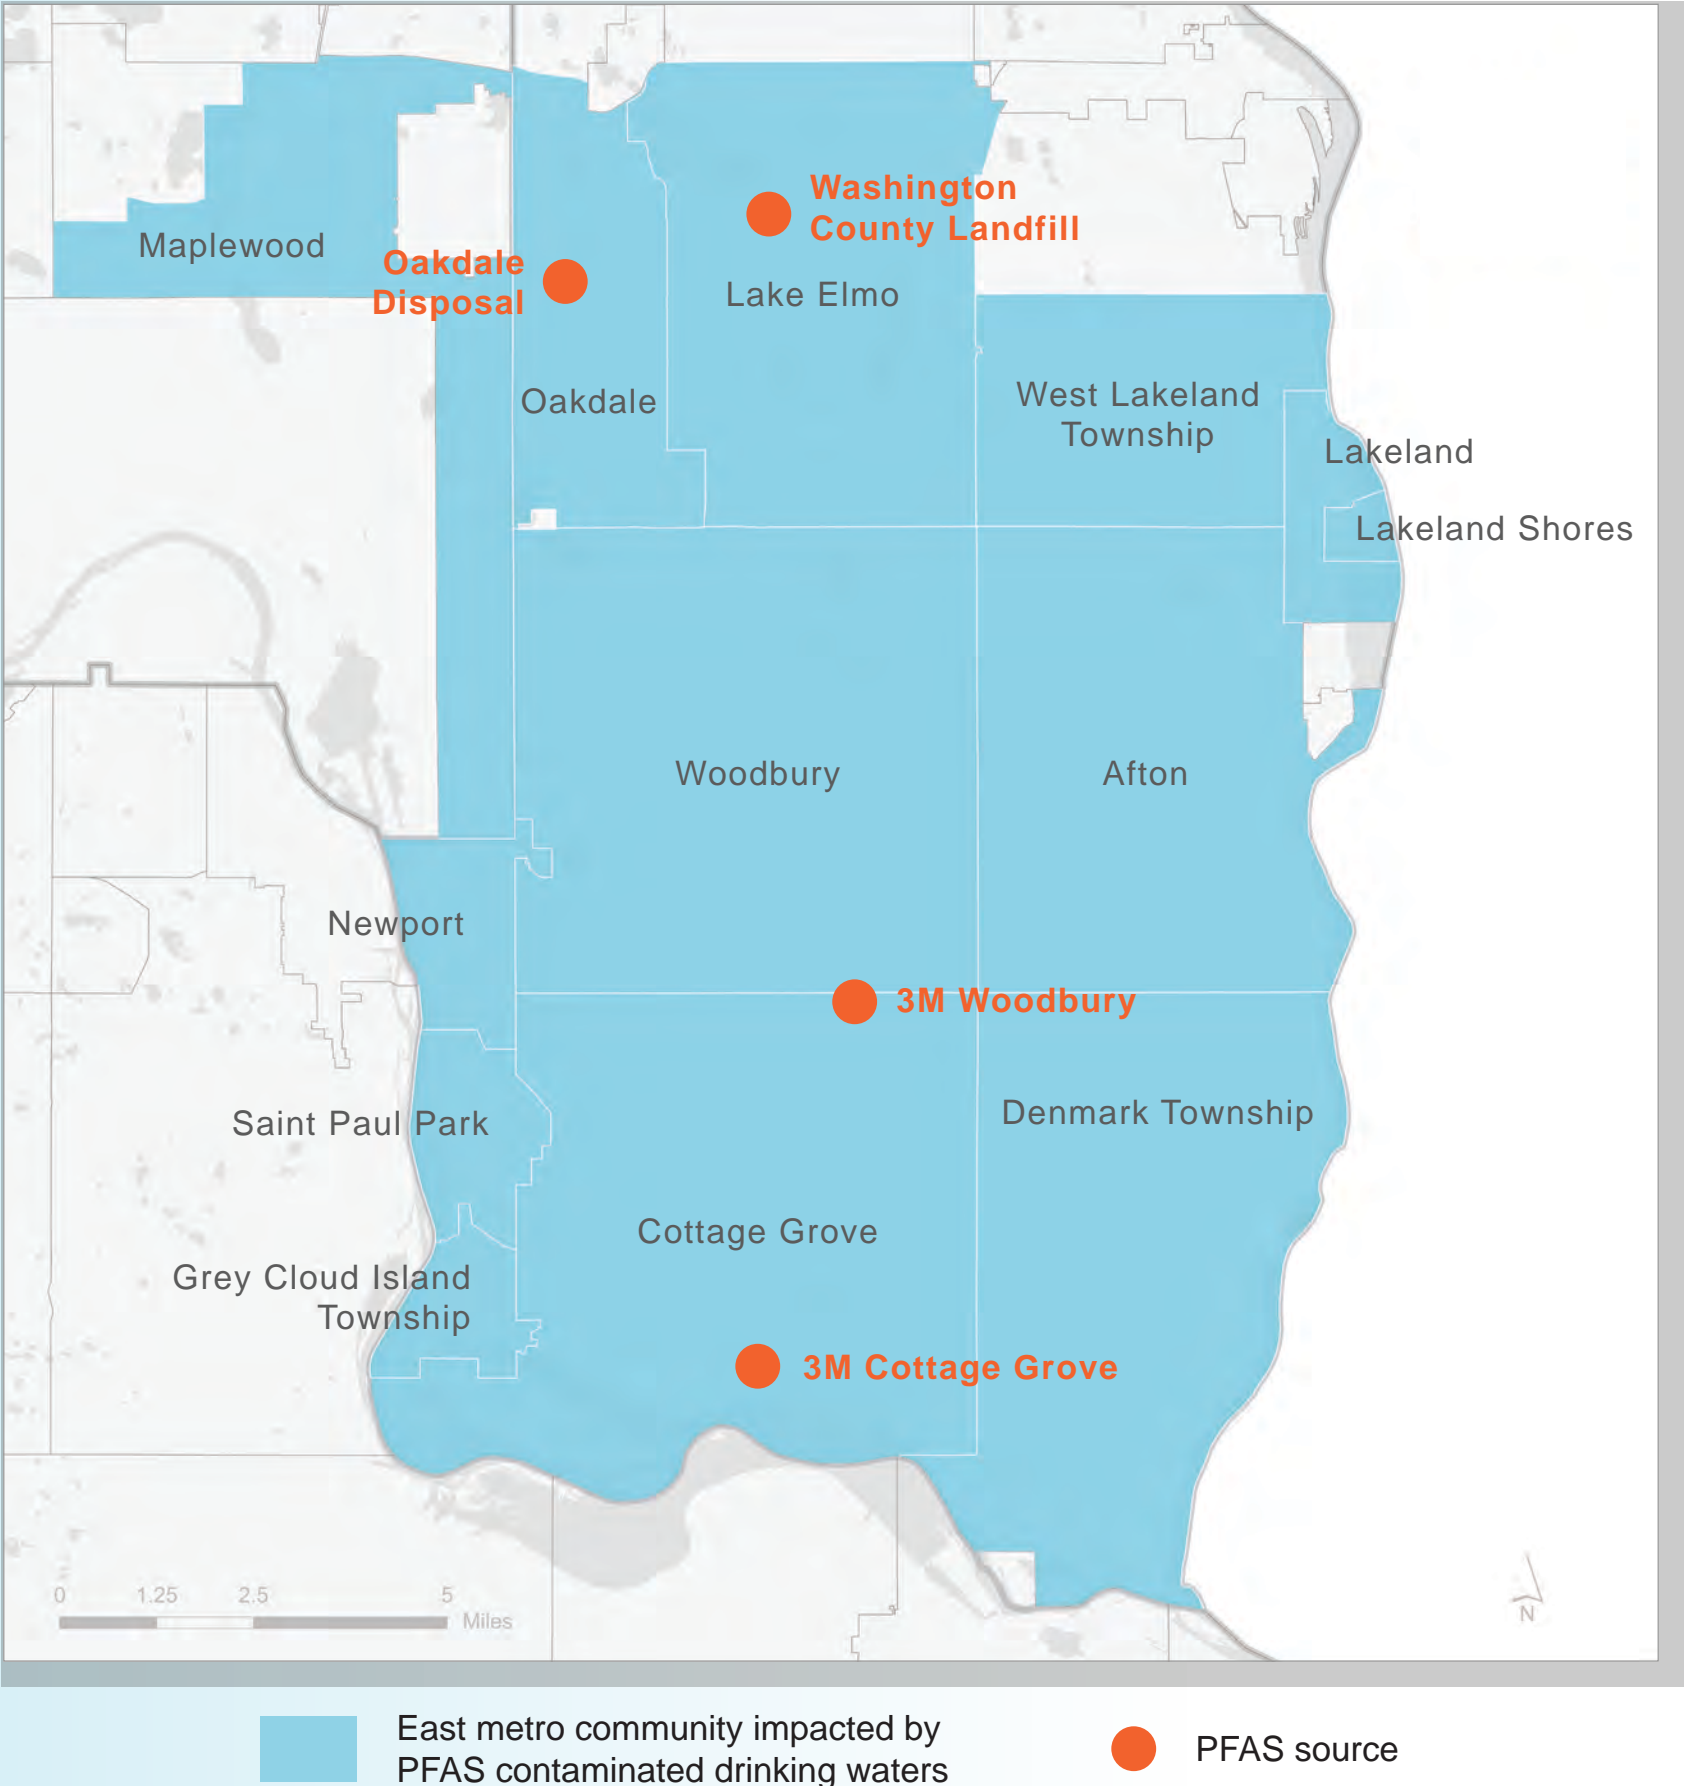 Washington
County Landfill
Maplewood
Oakdale
Disposal
Lake Elmo
Oakdale
West Lakeland
Township
Lakeland
Lakeland Shores
Woodbury
Afton
Newport
3M Woodbury
Saint Paul Park
Denmark Township
Cottage Grove
Grey Cloud Island
Township
3M Cottage Grove
0 1.25 2.5 5
Miles
N
East metro community impacted by
PFAS contaminated drinking waters
PFAS source